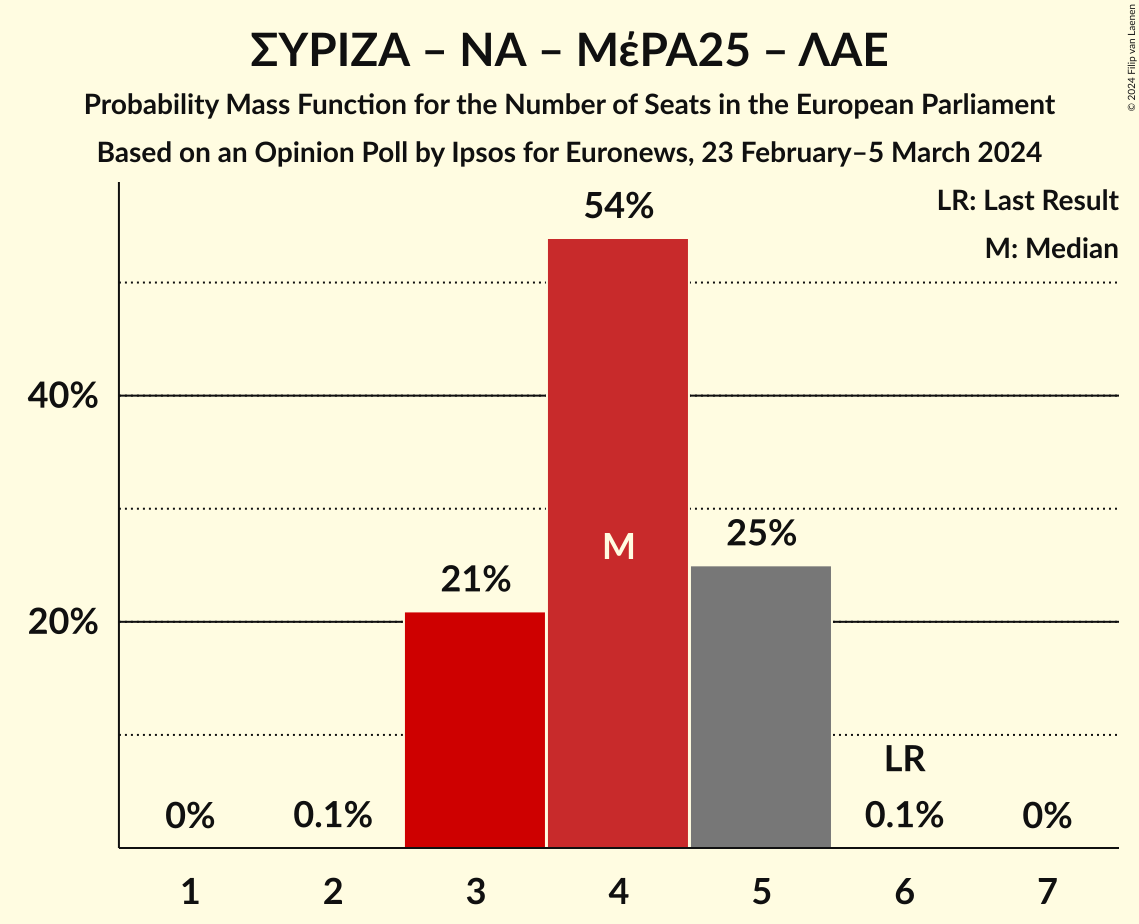 ΣΥΡΙΖΑ – ΝΑ – ΜέΡΑ25 – ΛΑΕ
Probability Mass Function for the Number of Seats in the European Parliament
Based on an Opinion Poll by Ipsos for Euronews, 23 February–5 March 2024
© 2024 Filip van Laenen
LR: Last Result
M: Median
54%
40%
M
25%
21%
20%
LR
0%
0.1%
0.1%
0%
1 2 3 4 5 6 7